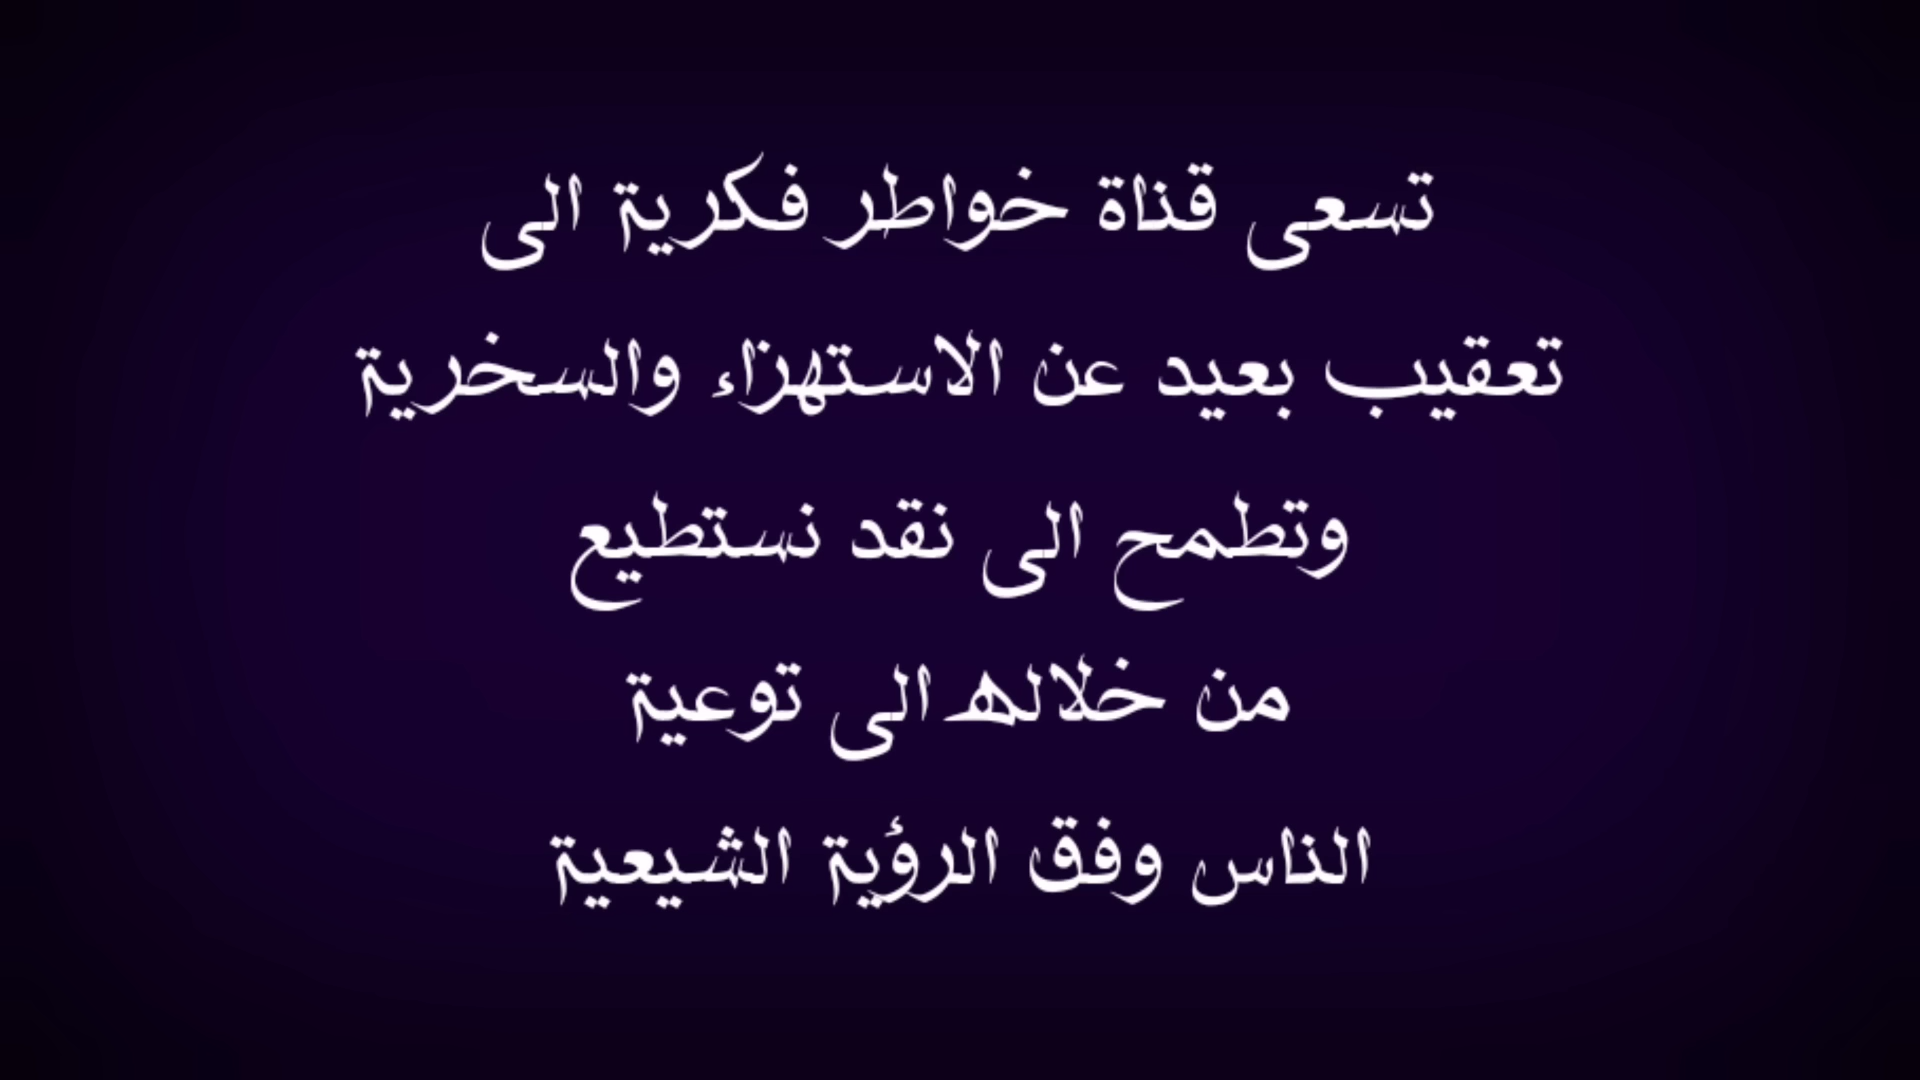 تسعى قناة خواطر فكرية الى
تعقيب بعيد عن الاستهزاء والسخرية
وتطمح الى نقد نستطيع
من خلاله الى توعية
الناس وفق الرؤية الشيعية